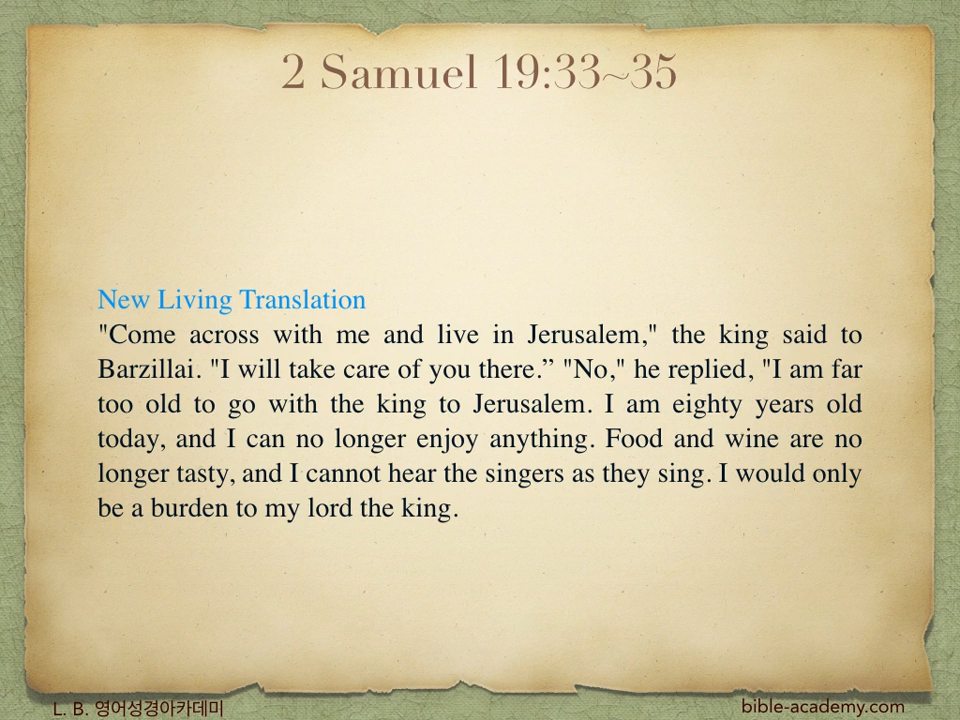 2 Samuel 19:33~35
New Living Translation
"Come across with me and live in Jerusalem," the king said to
Barzillai. "I will take care of you there.” "No," he replied, "I am far
too old to go with the king to Jerusalem. I am eighty years old
today, and I can no longer enjoy anything. Food and wine are no
longer tasty, and I cannot hear the singers as they sing. I would only
be a burden to my lord the king.
L. B. 영어성경아카데미
bible-academy.com